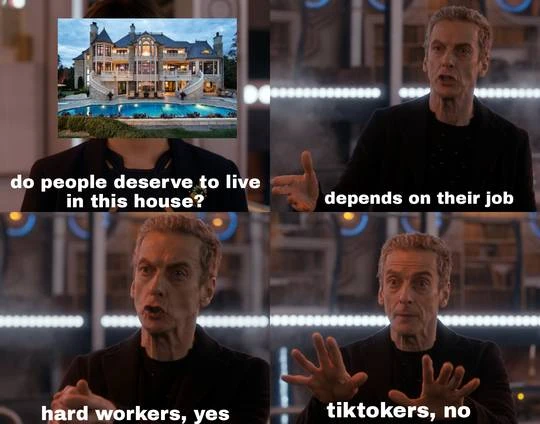 do people deserve to live
in this house?
depends on their job
hard workers, yes
tiktokers, no